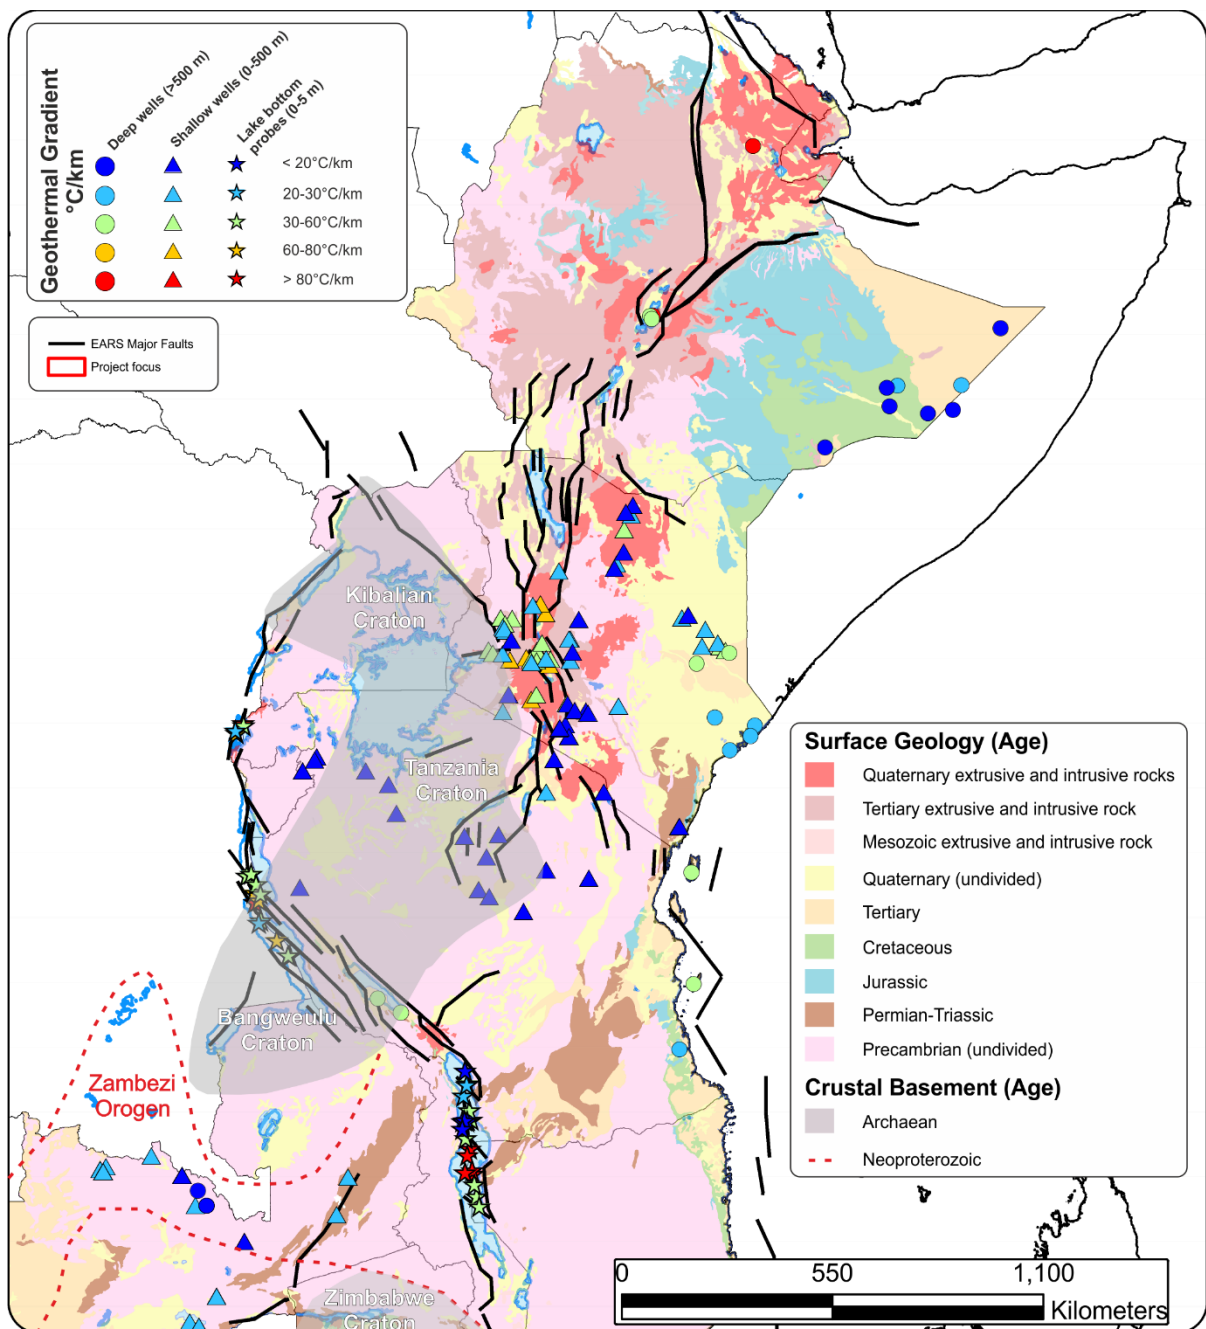 Geothermal Gradient
°C/km
Deep wells (>500 m)
Shallow wells (0-500 m)
Lake bottom
probes (0-5 m)
< 20°C/km
20-30°C/km
30-60°C/km
60-80°C/km
> 80°C/km
EARS Major Faults
Project focus
Kibalian
Craton
Tanzania
Craton
Bangweulu
Craton
Zambezi
Orogen
Zimbabwe
Craton
Surface Geology (Age)
Quaternary extrusive and intrusive rocks
Tertiary extrusive and intrusive rock
Mesozoic extrusive and intrusive rock
Quaternary (undivided)
Tertiary
Cretaceous
Jurassic
Permian-Triassic
Precambrian (undivided)
Crustal Basement (Age)
Archaean
Neoproterozoic
0 550 1,100
Kilometers